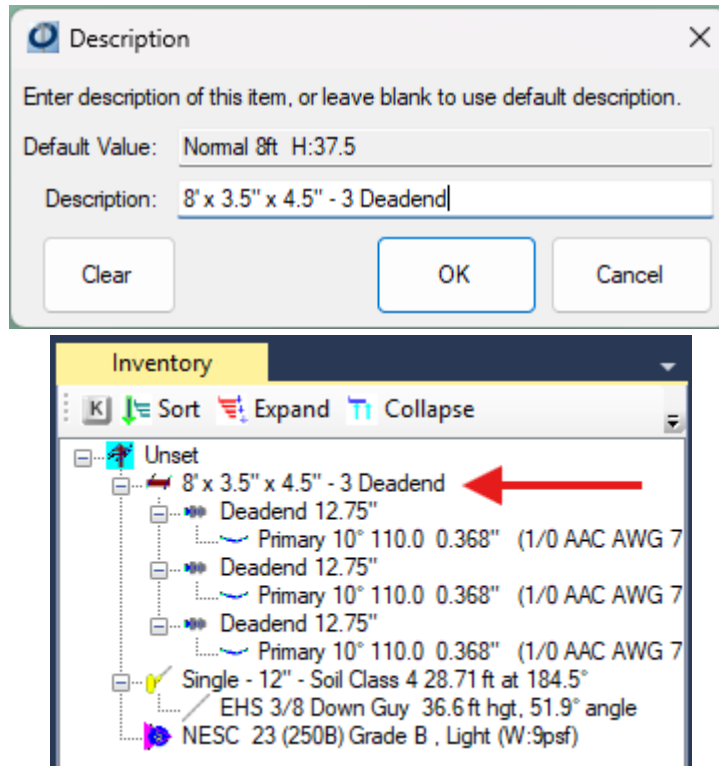 Description
Enter description of this item, or leave blank to use default description.
Default Value: Normal 8ft H:37.5
Description: 8' x 3.5" x 4.5" - 3 Deadend
Clear OK Cancel
Inventory
K Sort Expand Collapse
Unset
8' x 3.5" x 4.5" - 3 Deadend
Deadend 12.75"
Primary 10° 110.0 0.368" (1/0 AAC AWG 7
Deadend 12.75"
Primary 10° 110.0 0.368" (1/0 AAC AWG 7
Deadend 12.75"
Primary 10° 110.0 0.368" (1/0 AAC AWG 7
Single - 12" - Soil Class 4 28.71 ft at 184.5°
EHS 3/8 Down Guy 36.6 ft hgt, 51.9° angle
NESC 23 (250B) Grade B , Light (W:9psf)